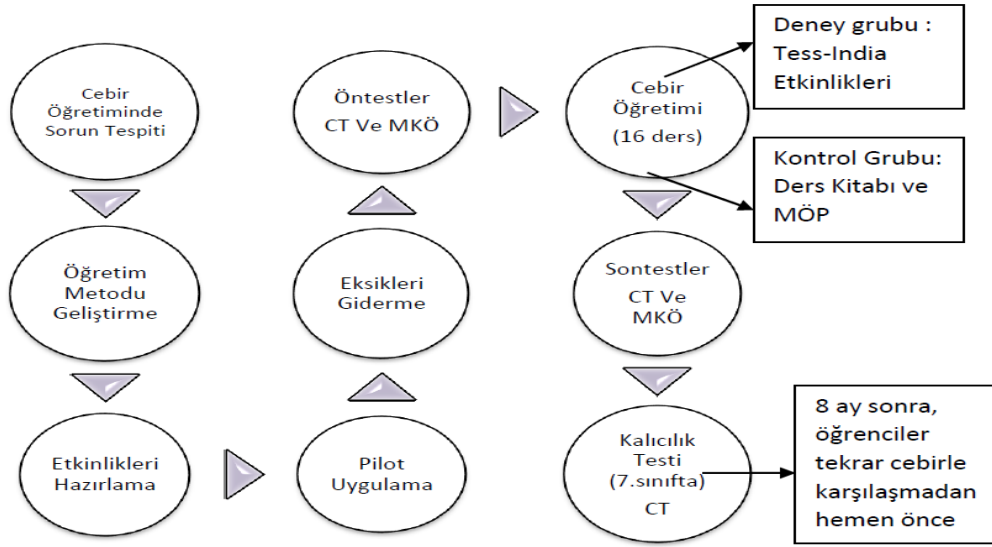 Cebir
Öğretiminde
Sorun Tespiti
Öğretim
Metodu
Geliştirme
Etkinlikleri
Hazırlama
Pilot
Uygulama
Eksikleri
Giderme
Öntestler
CT Ve MKÖ
Cebir
Öğretimi
(16 ders)
Deney grubu :
Tess-India
Etkinlikleri
Kontrol Grubu:
Ders Kitabı ve
MÖP
Sontestler
CT Ve
MKÖ
Kalıcılık
Testi
(7.sınıfta)
CT
8 ay sonra,
öğrenciler
tekrar cebirle
karşılaşmadan
hemen önce